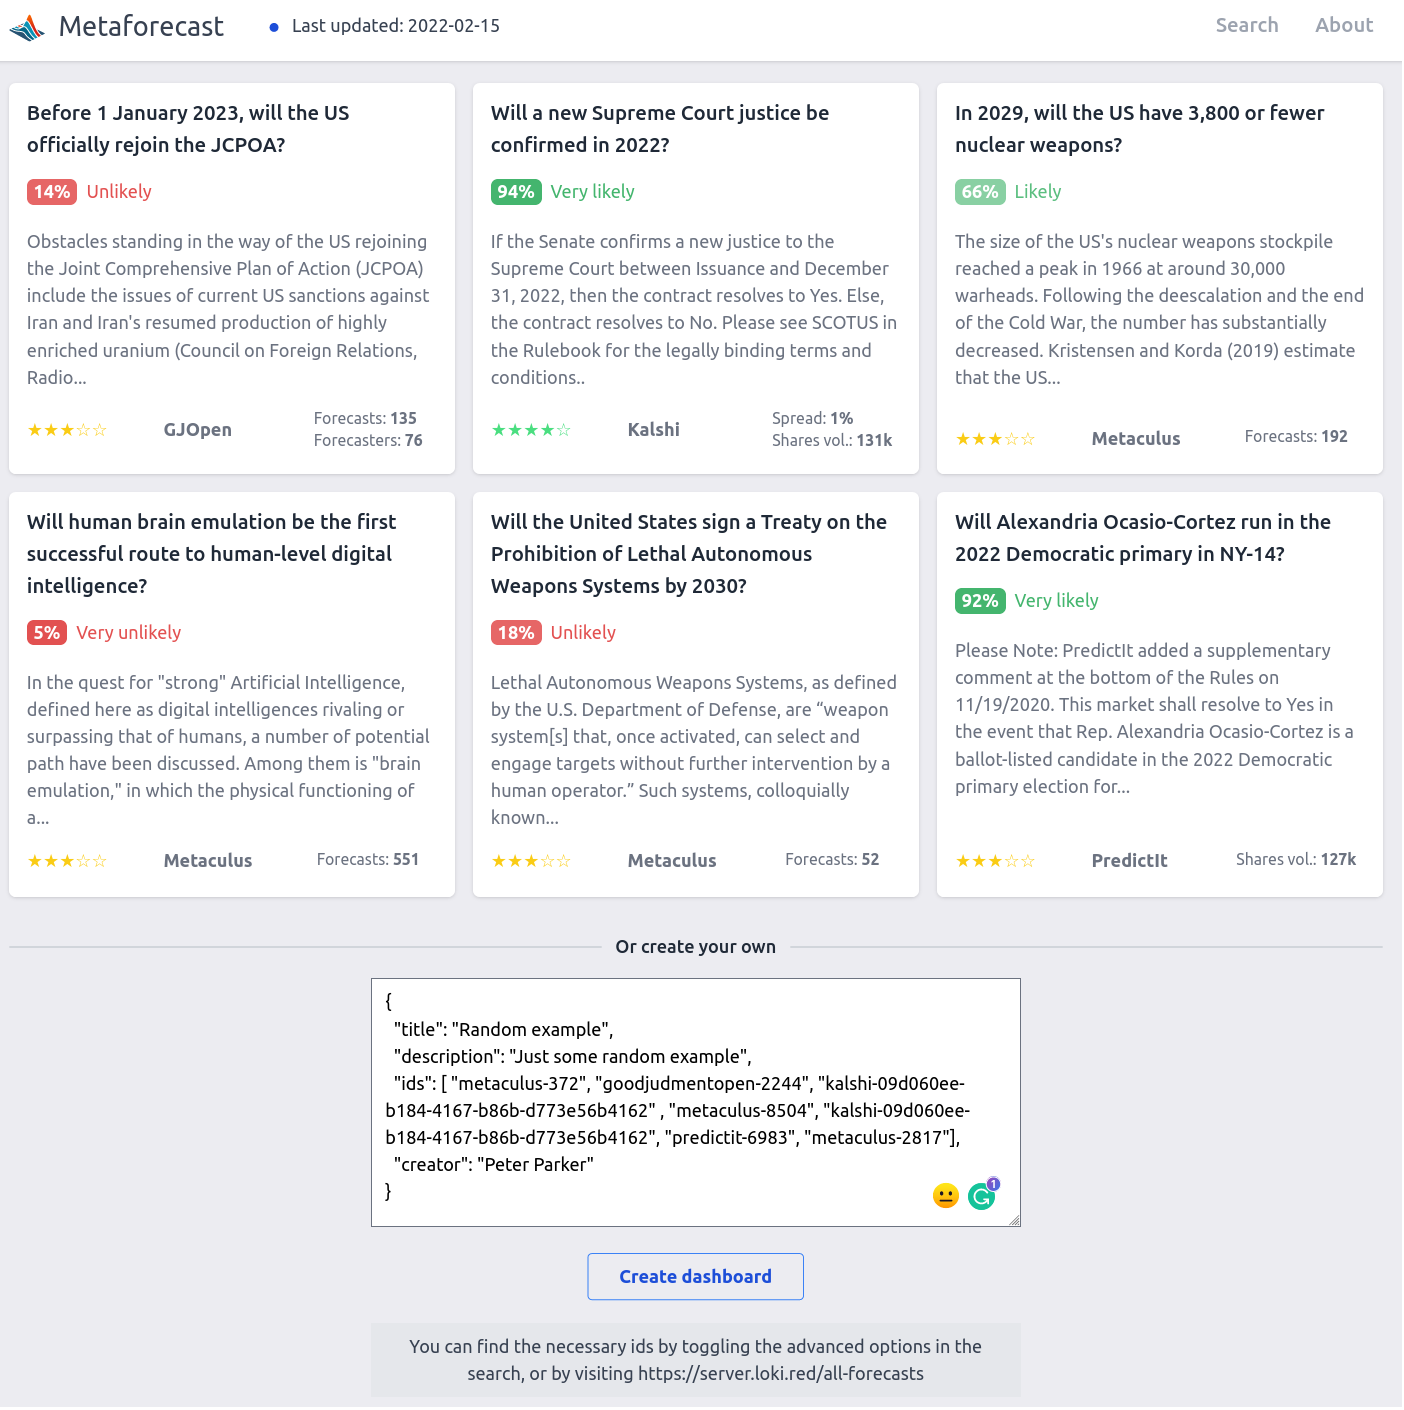 Metaforecast
Last updated: 2022-02-15
Search
About
Before 1 January 2023, will the US
officially rejoin the JCPOA?
14% Unlikely
Obstacles standing in the way of the US rejoining
the Joint Comprehensive Plan of Action (JCPOA)
include the issues of current US sanctions against
Iran and Iran's resumed production of highly
enriched uranium (Council on Foreign Relations,
Radio...
★★★☆☆
GJOpen
Forecasts: 135
Forecasters: 76
Will a new Supreme Court justice be
confirmed in 2022?
94% Very likely
If the Senate confirms a new justice to the
Supreme Court between Issuance and December
31, 2022, then the contract resolves to Yes. Else,
the contract resolves to No. Please see SCOTUS in
the Rulebook for the legally binding terms and
conditions..
★★★★☆
Kalshi
Spread: 1%
Shares vol.: 131k
In 2029, will the US have 3,800 or fewer
nuclear weapons?
66% Likely
The size of the US's nuclear weapons stockpile
reached a peak in 1966 at around 30,000
warheads. Following the deescalation and the end
of the Cold War, the number has substantially
decreased. Kristensen and Korda (2019) estimate
that the US...
★★★☆☆
Metaculus
Forecasts: 192
Will human brain emulation be the first
successful route to human-level digital
intelligence?
5% Very unlikely
In the quest for "strong" Artificial Intelligence,
defined here as digital intelligences rivaling or
surpassing that of humans, a number of potential
path have been discussed. Among them is "brain
emulation," in which the physical functioning of
a...
★★★☆☆
Metaculus
Forecasts: 551
Will the United States sign a Treaty on the
Prohibition of Lethal Autonomous
Weapons Systems by 2030?
18% Unlikely
Lethal Autonomous Weapons Systems, as defined
by the U.S. Department of Defense, are “weapon
system[s] that, once activated, can select and
engage targets without further intervention by a
human operator.” Such systems, colloquially
known...
★★★☆☆
Metaculus
Forecasts: 52
Will Alexandria Ocasio-Cortez run in the
2022 Democratic primary in NY-14?
92% Very likely
Please Note: PredictIt added a supplementary
comment at the bottom of the Rules on
11/19/2020. This market shall resolve to Yes in
the event that Rep. Alexandria Ocasio-Cortez is a
ballot-listed candidate in the 2022 Democratic
primary election for...
★★★☆☆
PredictIt
Shares vol.: 127k
Or create your own
{
"title": "Random example",
"description": "Just some random example",
"ids": [ "metaculus-372", "goodjudmentopen-2244", "kalshi-09d060ee-
b184-4167-b86b-d773e56b4162" , "metaculus-8504", "kalshi-09d060ee-
b184-4167-b86b-d773e56b4162", "predictit-6983", "metaculus-2817"],
"creator": "Peter Parker"
}
1
Create dashboard
You can find the necessary ids by toggling the advanced options in the
search, or by visiting https://server.loki.red/all-forecasts